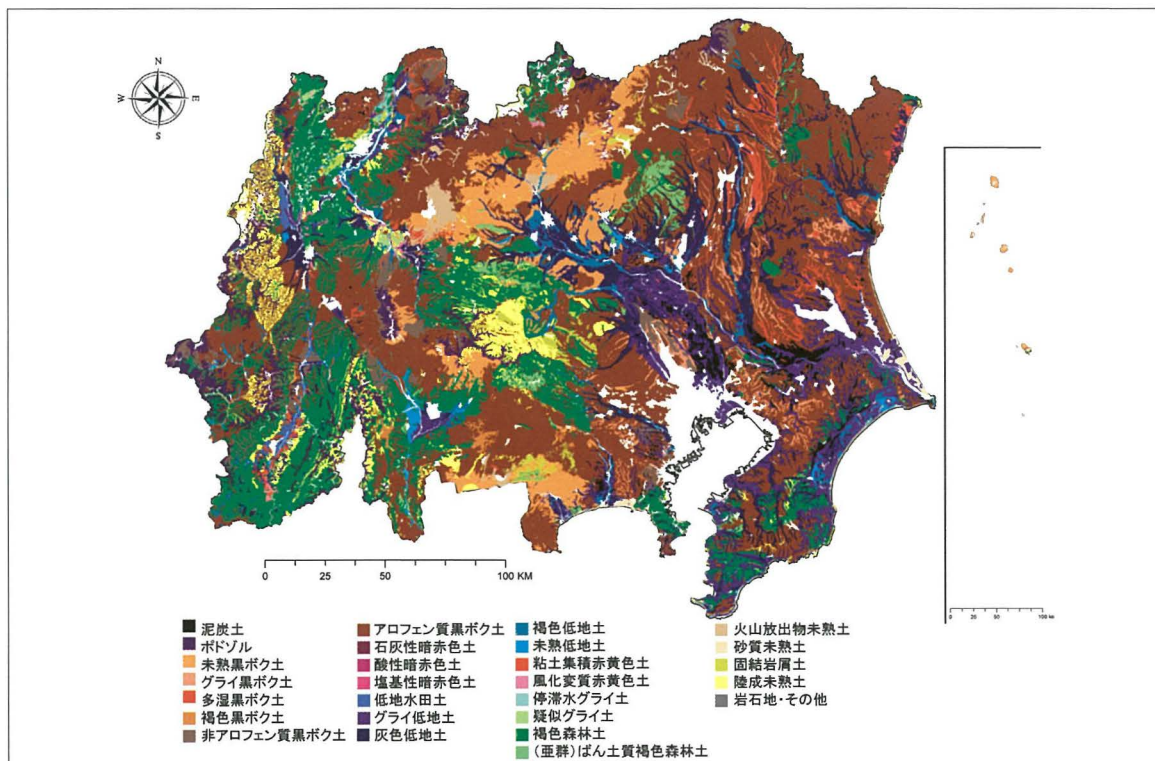 N
W
E
S
0 25 50 100 KM
0 25 50 100 km
泥炭土
ポドゾル
未熟黒ボク土
グライ黒ボク土
多湿黒ボク土
褐色黒ボク土
非アロフェン質黒ボク土
アロフェン質黒ボク土
石灰性暗赤色土
酸性暗赤色土
塩基性暗赤色土
低地水田土
グライ低地土
灰色低地土
褐色低地土
未熟低地土
粘土集積赤黄色土
風化変質赤黄色土
停滞水グライ土
疑似グライ土
褐色森林土
(亜群)ばん土質褐色森林土
火山放出物未熟土
砂質未熟土
固結岩屑土
陸成未熟土
岩石地・その他